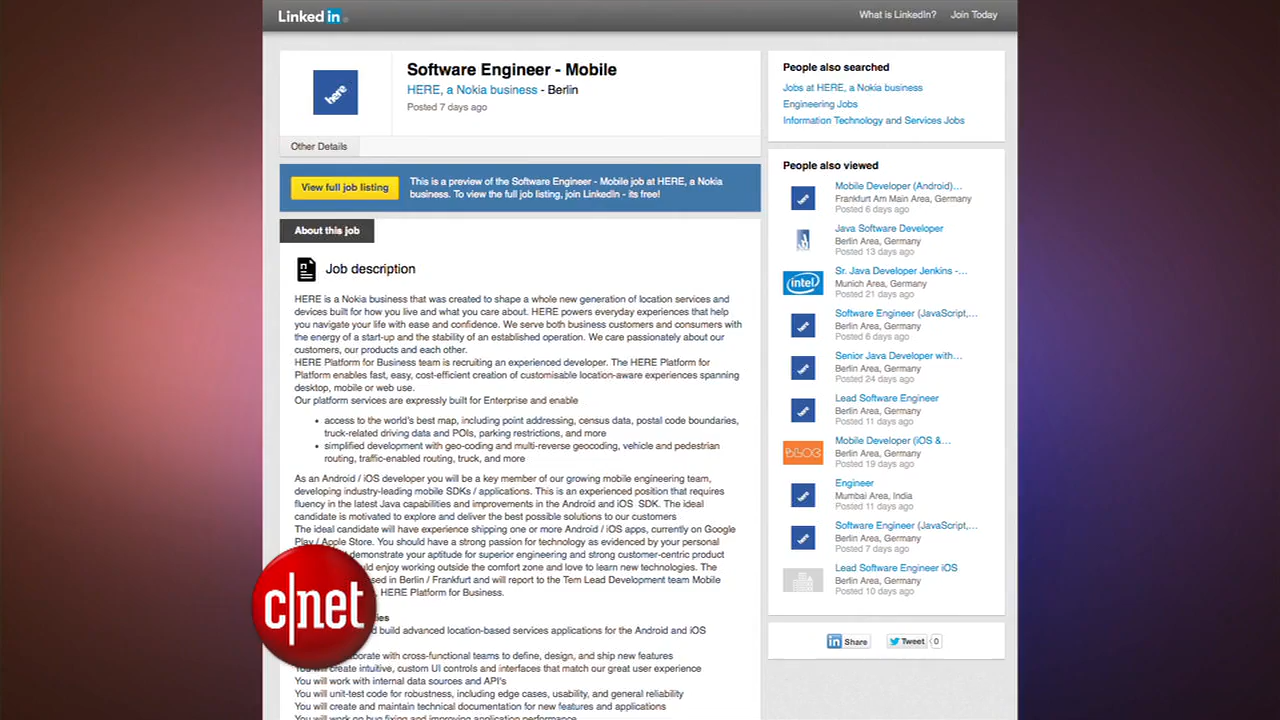 Linked in
What is LinkedIn? Join Today
here
Software Engineer - Mobile
HERE, a Nokia business - Berlin
Posted 7 days ago
Other Details
View full job listing
This is a preview of the Software Engineer - Mobile job at HERE, a Nokia
business. To view the full job listing, join LinkedIn - its free!
About this job
Job description
HERE is a Nokia business that was created to shape a whole new generation of location services and
devices built for how you live and what you care about. HERE powers everyday experiences that help
you navigate your life with ease and confidence. We serve both business customers and consumers with
the energy of a start-up and the stability of an established operation. We care passionately about our
customers, our products and each other.
HERE Platform for Business team is recruiting an experienced developer. The HERE Platform for
Platform enables fast, easy, cost-efficient creation of customisable location-aware experiences spanning
desktop, mobile or web use.
Our platform services are expressly built for Enterprise and enable
• access to the world's best map, including point addressing, census data, postal code boundaries,
truck-related driving data and POIs, parking restrictions, and more
• simplified development with geo-coding and multi-reverse geocoding, vehicle and pedestrian
routing, traffic-enabled routing, truck, and more
As an Android / iOS developer you will be a key member of our growing mobile engineering team,
developing industry-leading mobile SDKs / applications. This is an experienced position that requires
fluency in the latest Java capabilities and improvements in the Android and iOS SDK. The ideal
candidate is motivated to explore and deliver the best possible solutions to our customers
The ideal candidate will have experience shipping one or more Android / iOS apps, currently on Google
Play / Apple Store. You should have a strong passion for technology as evidenced by your personal
demonstrate your aptitude for superior engineering and strong customer-centric product
ould enjoy working outside the comfort zone and love to learn new technologies. The
sed in Berlin / Frankfurt and will report to the Tem Lead Development team Mobile
HERE Platform for Business.
ies
d build advanced location-based services applications for the Android and iOS
aborate with cross-functional teams to define, design, and ship new features
You will create intuitive, custom UI controls and interfaces that match our great user experience
You will work with internal data sources and API's
You will unit-test code for robustness, including edge cases, usability, and general reliability
You will create and maintain technical documentation for new features and applications
You will work on bug fixing and improving application performance
c|net
People also searched
Jobs at HERE, a Nokia business
Engineering Jobs
Information Technology and Services Jobs
People also viewed
Mobile Developer (Android)...
Frankfurt Am Main Area, Germany
Posted 6 days ago
Java Software Developer
Berlin Area, Germany
Posted 13 days ago
intel
Sr. Java Developer Jenkins -...
Munich Area, Germany
Posted 21 days ago
Software Engineer (JavaScript,...
Berlin Area, Germany
Posted 6 days ago
Senior Java Developer with...
Berlin Area, Germany
Posted 24 days ago
Lead Software Engineer
Berlin Area, Germany
Posted 11 days ago
Mobile Developer (iOS &...
Berlin Area, Germany
Posted 19 days ago
Engineer
Mumbai Area, India
Posted 11 days ago
Software Engineer (JavaScript,...
Berlin Area, Germany
Posted 7 days ago
Lead Software Engineer iOS
Berlin Area, Germany
Posted 10 days ago
in Share Tweet 0